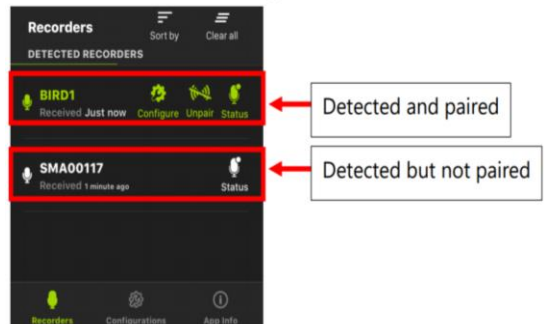 Recorders
Sort by
Clear all
DETECTED RECORDERS
BIRD1
Received Just now
Configure
Unpair
Status
Detected and paired
SMA00117
Received 1 minute ago
Status
Detected but not paired
Recorders
Configurations
App Info